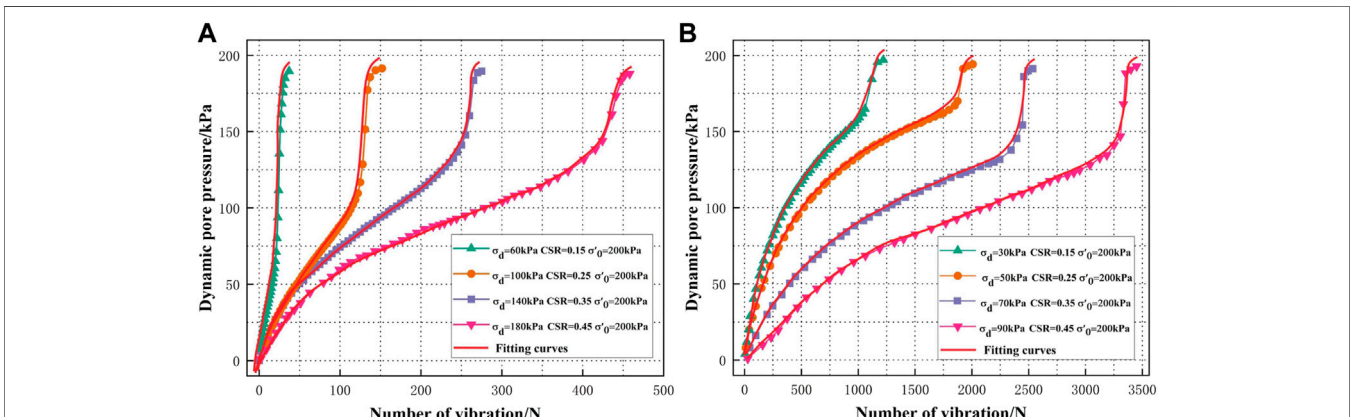 A
Dynamic pore pressure/kPa
200
150
100
50
0
σd=60kPa CSR=0.15 σ'0=200kPa
σd=100kPa CSR=0.25 σ'0=200kPa
σd=140kPa CSR=0.35 σ'0=200kPa
σd=180kPa CSR=0.45 σ'0=200kPa
Fitting curves
0 100 200 300 400 500
Number of vibration/N
B
Dynamic pore pressure/kPa
200
150
100
50
0
σd=30kPa CSR=0.15 σ'0=200kPa
σd=50kPa CSR=0.25 σ'0=200kPa
σd=70kPa CSR=0.35 σ'0=200kPa
σd=90kPa CSR=0.45 σ'0=200kPa
Fitting curves
0 500 1000 1500 2000 2500 3000 3500
Number of vibration/N